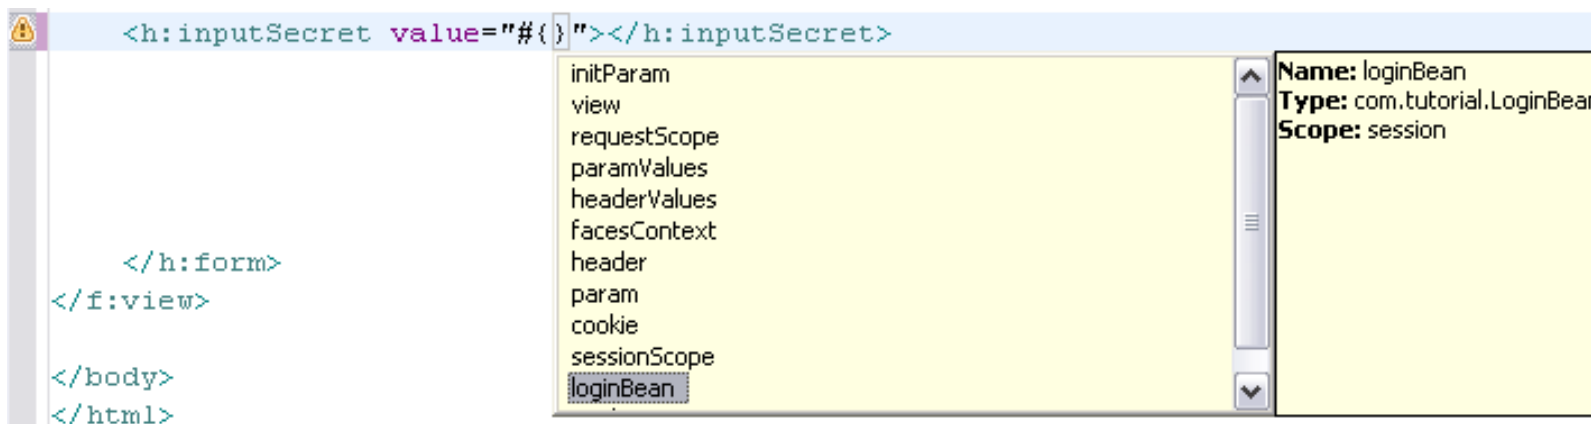 <h:inputSecret value="#{}"></h:inputSecret>
initParam
view
requestScope
paramValues
headerValues
facesContext
header
param
cookie
sessionScope
loginBean
Name: loginBean
Type: com.tutorial.LoginBean
Scope: session
</h:form>
</f:view>
</body>
</html>